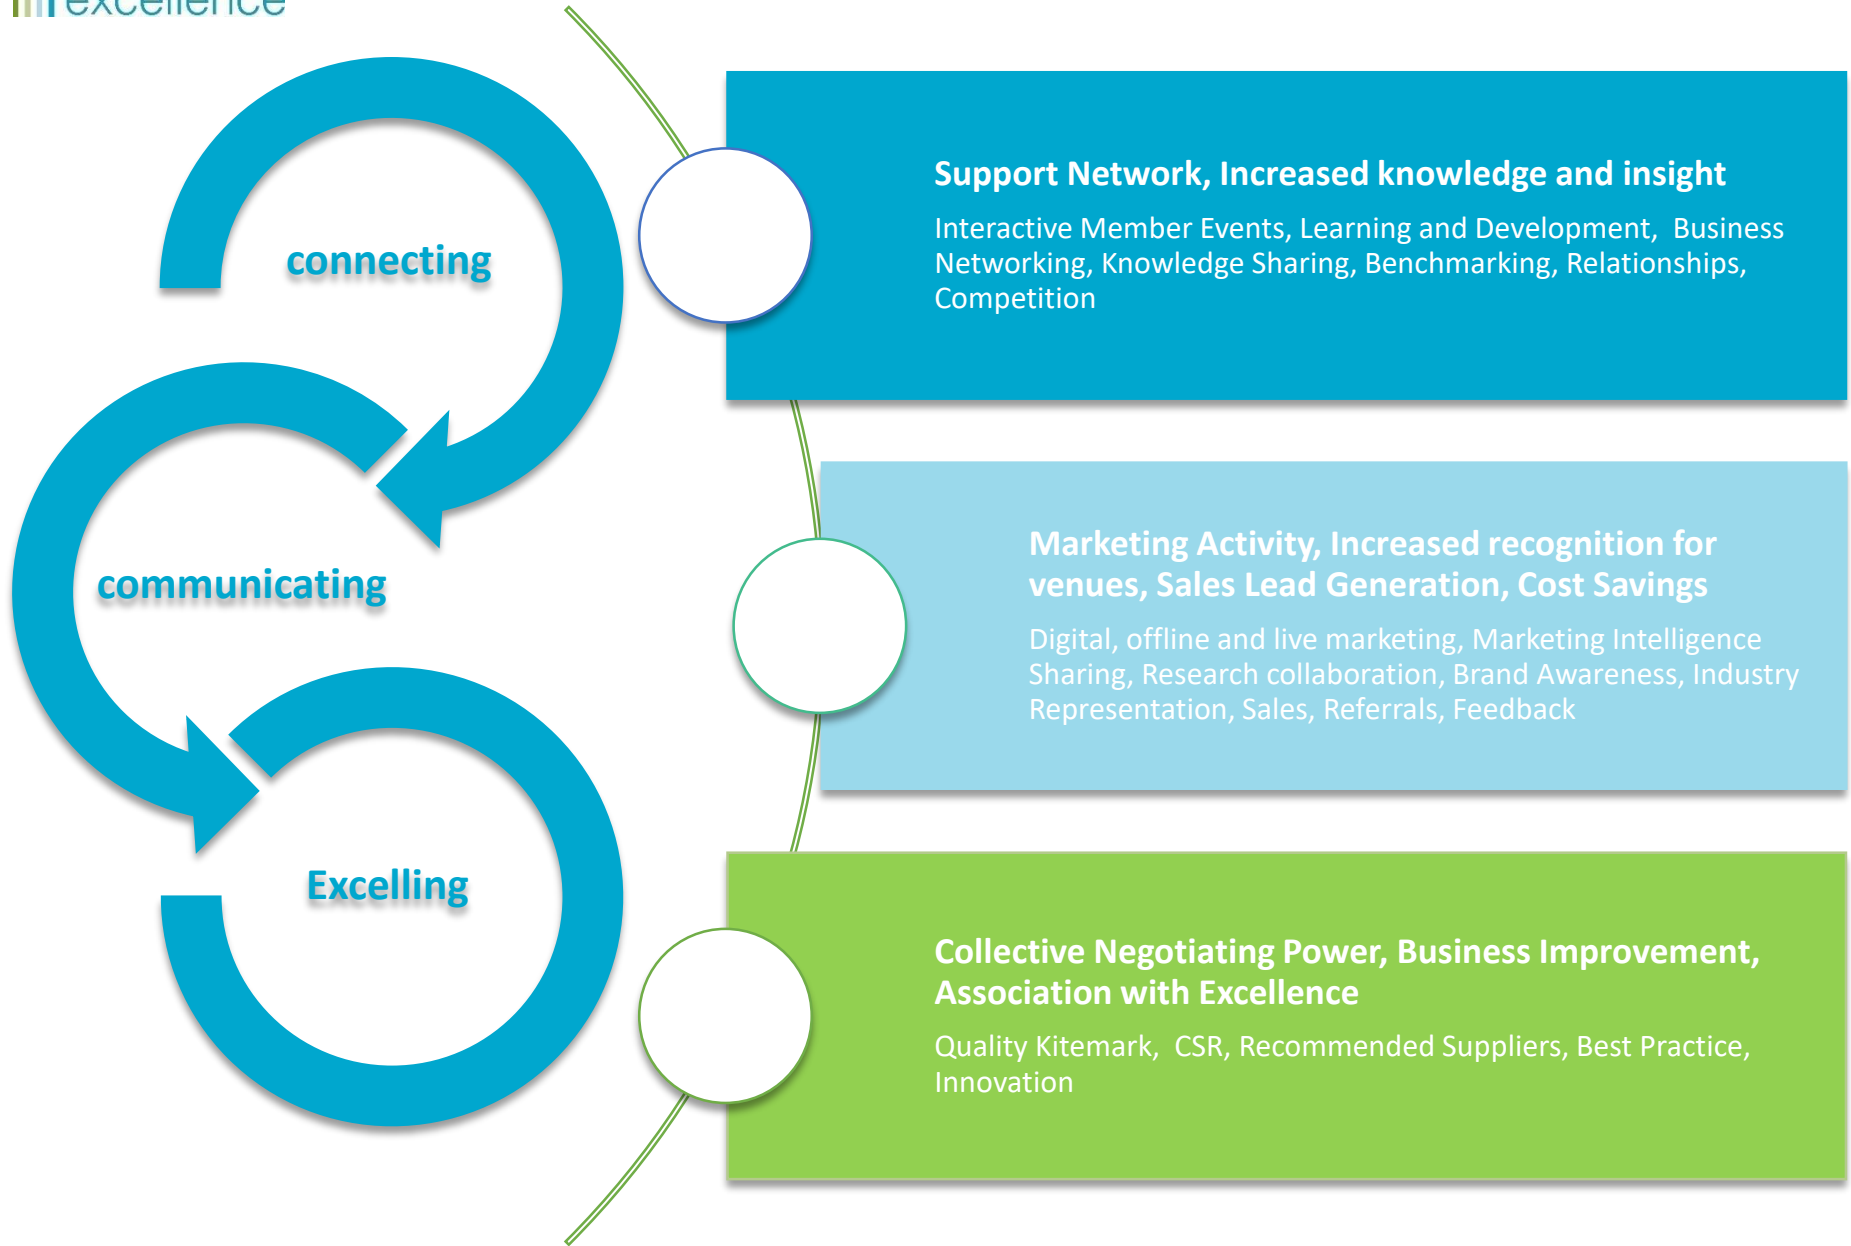 excellence
connecting
communicating
Excelling
Support Network, Increased knowledge and insight
Interactive Member Events, Learning and Development,  Business
Networking, Knowledge Sharing, Benchmarking, Relationships,
Competition
Marketing Activity, Increased recognition for
venues, Sales Lead Generation, Cost Savings
Digital, offline and live marketing, Marketing Intelligence
Sharing, Research collaboration, Brand Awareness, Industry
Representation, Sales, Referrals, Feedback
Collective Negotiating Power, Business Improvement,
Association with Excellence
Quality Kitemark,  CSR, Recommended Suppliers, Best Practice,
Innovation